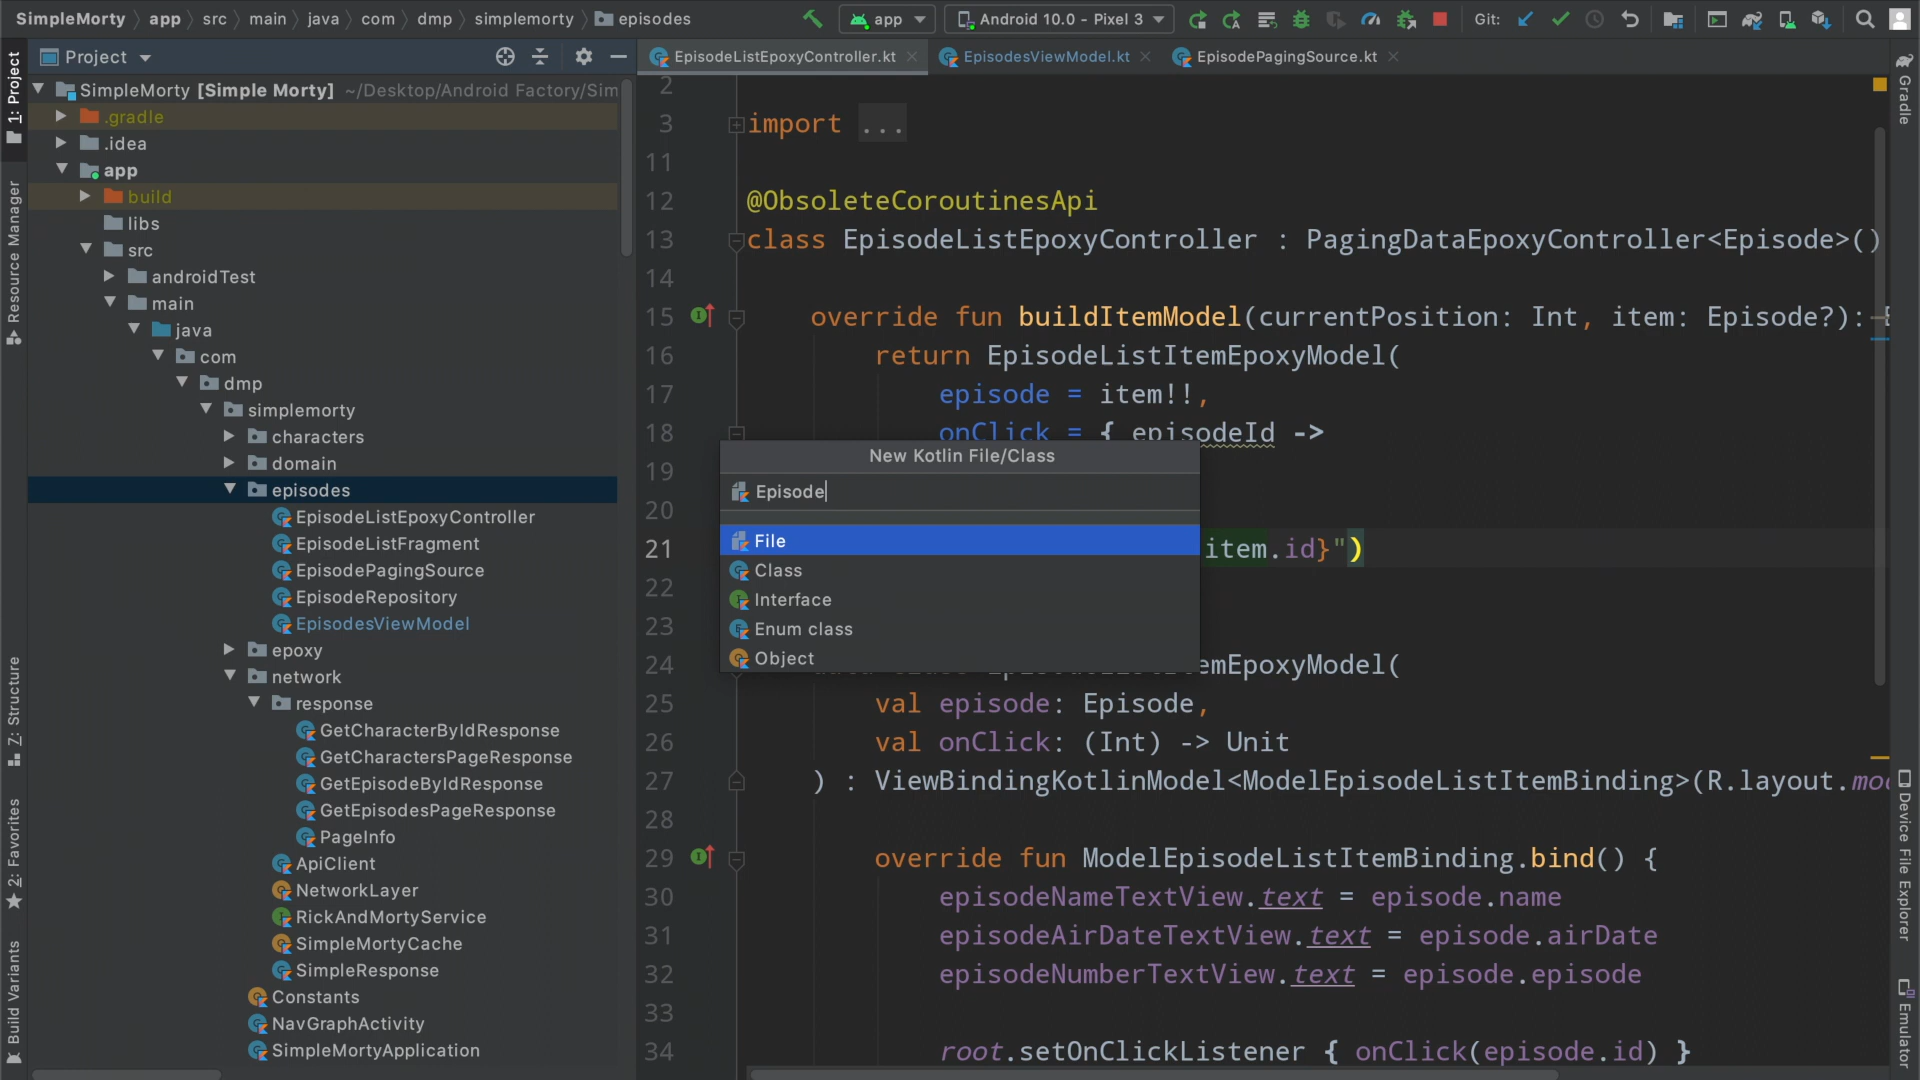 SimpleMorty app src main java com dmp simplemorty episodes
app
Android 10.0 - Pixel 3
Git:
Project
EpisodeListEpoxyController.kt
EpisodesViewModel.kt
EpisodePagingSource.kt
1: Project
Resource Manager
Z: Structure
2: Favorites
Build Variants
SimpleMorty [Simple Morty] ~/Desktop/Android Factory/Sim
.gradle
.idea
app
build
libs
src
androidTest
main
java
com
dmp
simplemorty
characters
domain
episodes
EpisodeListEpoxyController
EpisodeListFragment
EpisodePagingSource
EpisodeRepository
EpisodesViewModel
epoxy
network
response
GetCharacterByIdResponse
GetCharactersPageResponse
GetEpisodeByIdResponse
GetEpisodesPageResponse
PageInfo
ApiClient
NetworkLayer
RickAndMortyService
SimpleMortyCache
SimpleResponse
Constants
NavGraphActivity
SimpleMortyApplication
2
3 import ...
11
12 @ObsoleteCoroutinesApi
13 class EpisodeListEpoxyController : PagingDataEpoxyController<Episode>()
14
15 override fun buildItemModel(currentPosition: Int, item: Episode?):
16 return EpisodeListItemEpoxyModel(
17 episode = item!!,
18 onClick = { episodeId ->
19
20
21 item.id}")
22
23
24 emEpoxyModel(
25 val episode: Episode,
26 val onClick: (Int) -> Unit
27 ) : ViewBindingKotlinModel<ModelEpisodeListItemBinding>(R.layout.mo
28
29 override fun ModelEpisodeListItemBinding.bind() {
30 episodeNameTextView.text = episode.name
31 episodeAirDateTextView.text = episode.airDate
32 episodeNumberTextView.text = episode.episode
33
34 root.setOnClickListener { onClick(episode.id) }
New Kotlin File/Class
Episode
File
Class
Interface
Enum class
Object
Gradle
Device File Explorer
Emulator